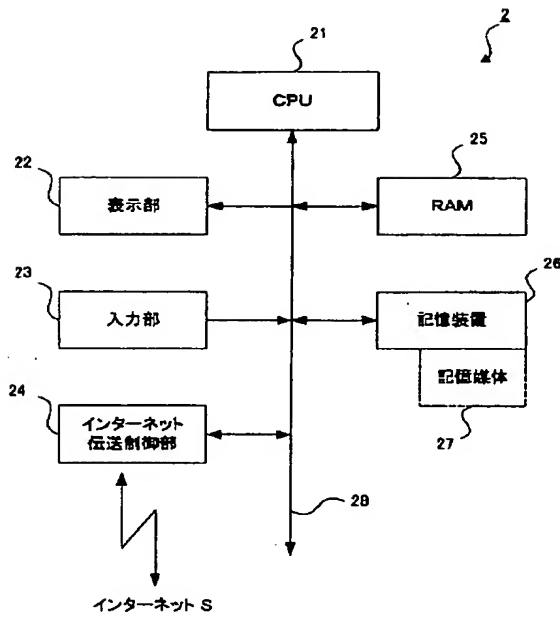 2
21
CPU
22
表示部
25
RAM
23
入力部
26
記憶装置
記憶媒体
27
24
インターネット
伝送制御部
28
インターネット S